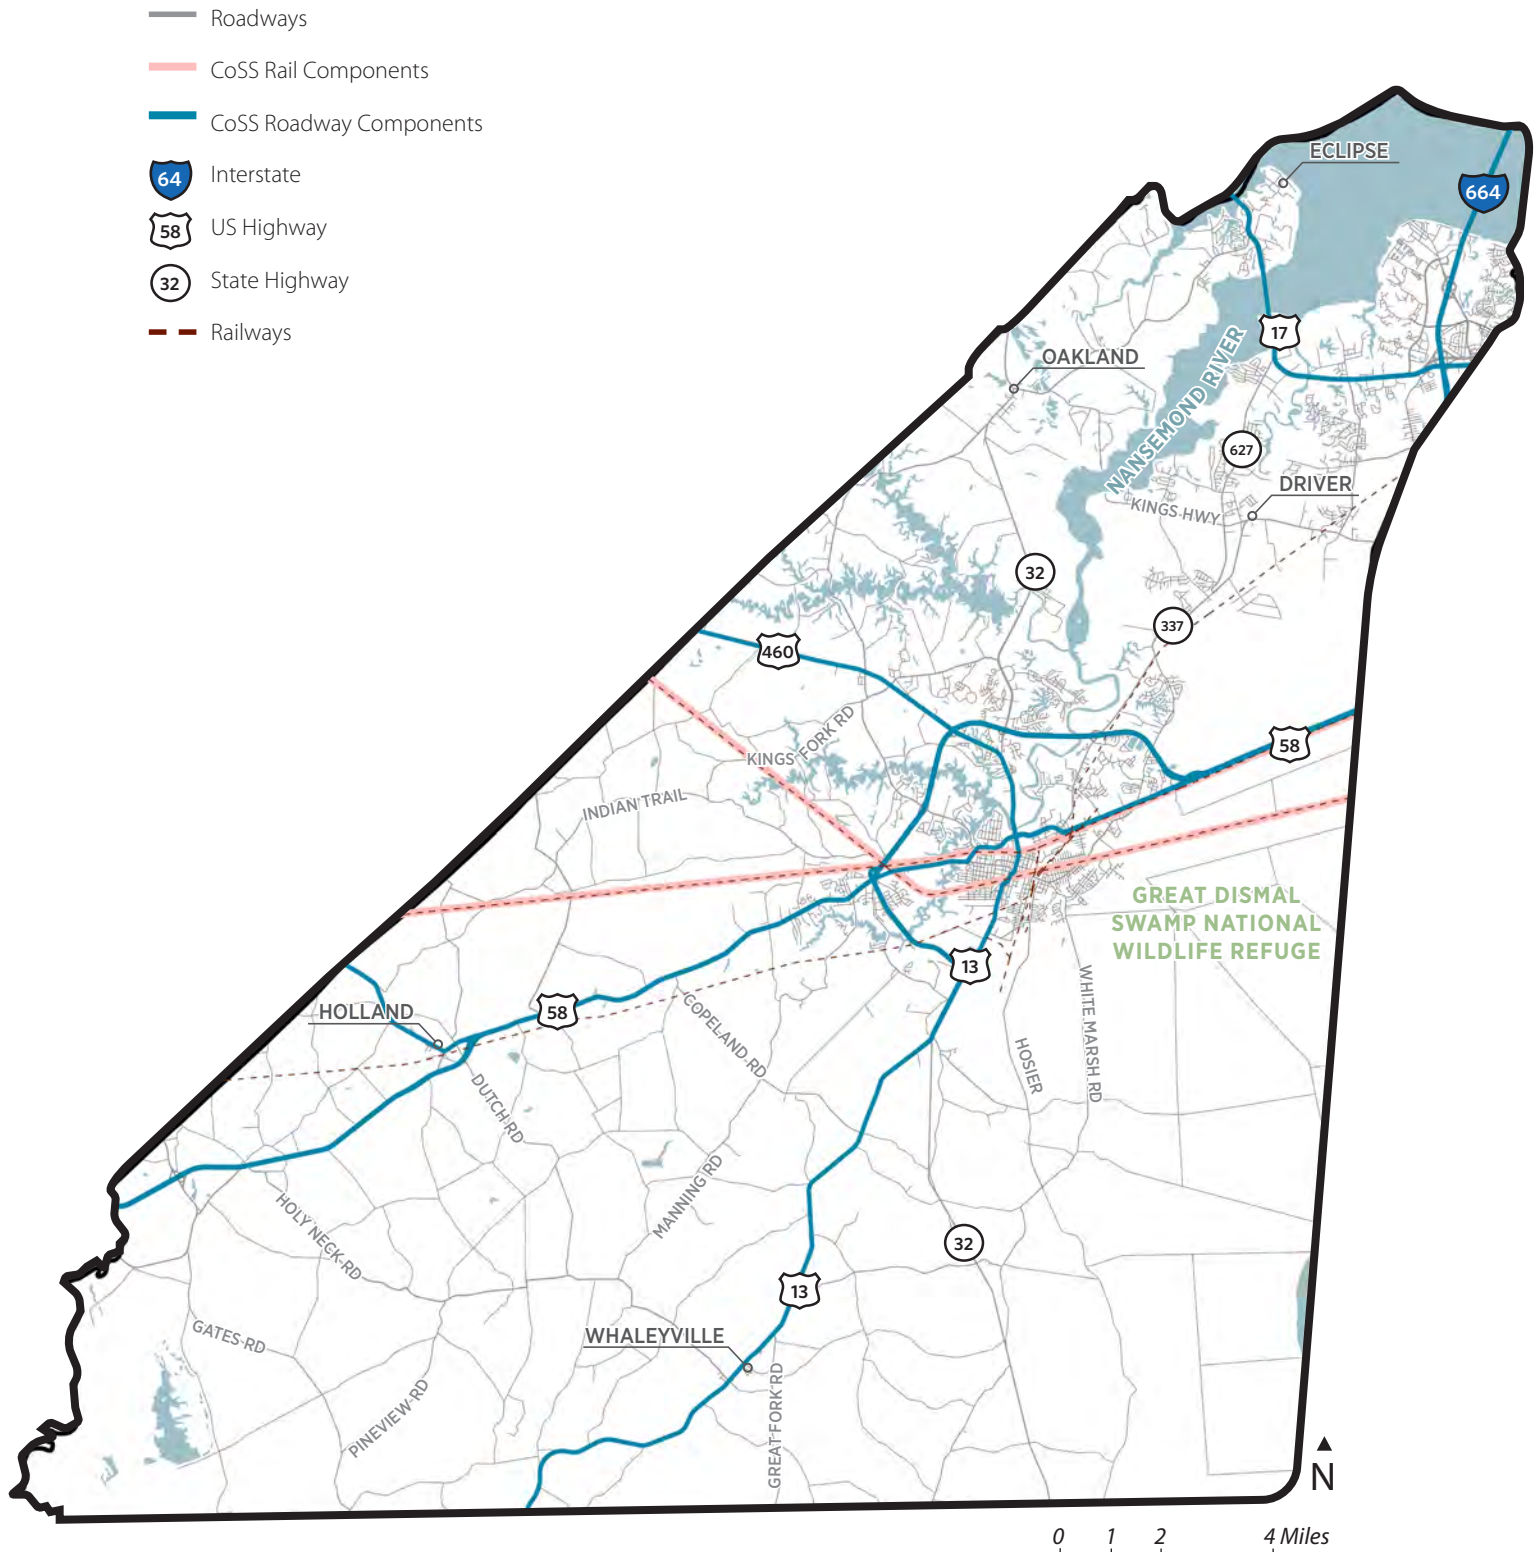 Roadways
CoSS Rail Components
CoSS Roadway Components
64
Interstate
58
US Highway
32
State Highway
Railways
ECLIPSE
664
17
OAKLAND
NANSEMOND RIVER
627
DRIVER
KINGS HWY
32
337
460
58
KINGS FORK RD
INDIAN TRAIL
GREAT DISMAL
SWAMP NATIONAL
WILDLIFE REFUGE
13
HOLLAND
58
COPELAND RD
WHITE MARSH RD
HOSIER
DUTCH RD
MANNING RD
HOLY NECK RD
32
13
GATES RD
WHALEYVILLE
PINEVIEW RD
GREAT FORK RD
N
0 1 2 4 Miles